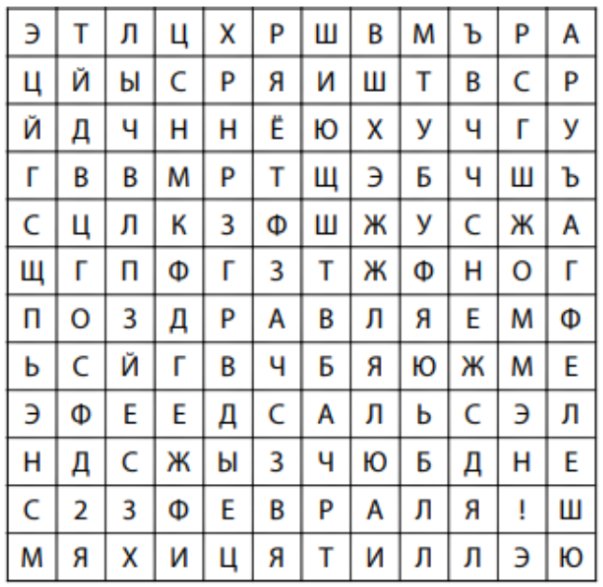 Э Т Л Ц Х Р Ш В М Ъ Р А
Ц Й Ы С Р Я И Ш Т В С Р
Й Д Ч Н Н Ё Ю Х У Ч Г У
Г В В М Р Т Щ Э Б Ч Ш Ъ
С Ц Л К З Ф Ш Ж У С Ж А
Щ Г П Ф Г З Т Ж Ф Н О Г
П О З Д Р А В Л Я Е М Ф
Ь С Й Г В Ч Б Я Ю Ж М Е
Э Ф Е Е Д С А Л Ь С Э Л
Н Д С Ж Ы З Ч Ю Б Д Н Е
С 2 3 Ф Е В Р А Л Я ! Ш
М Я Х И Ц Я Т И Л Л Э Ю